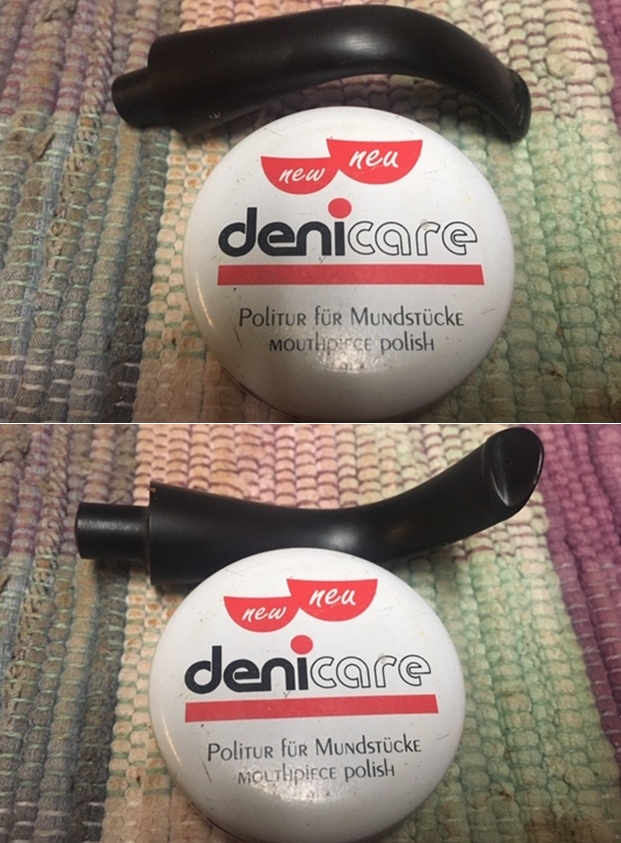 new neu
denicare
Politur für Mundstücke
mouthpiece polish
new neu
denicare
Politur für Mundstücke
mouthpiece polish